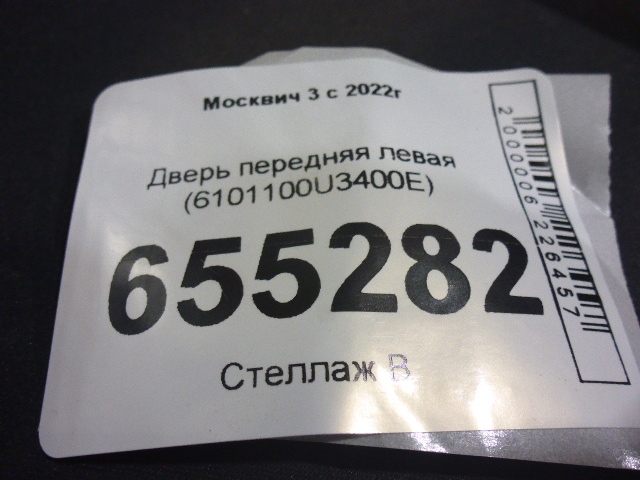 Москвич 3 с 2022г
Дверь передняя левая
(6101100U3400E)
655282
Стеллаж В
2000006226457